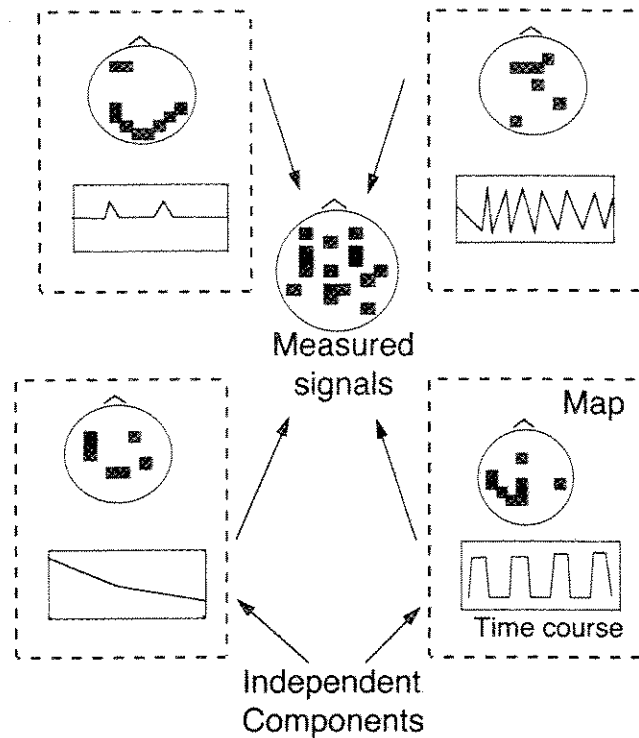 Measured
signals
Map
Time course
Independent
Components